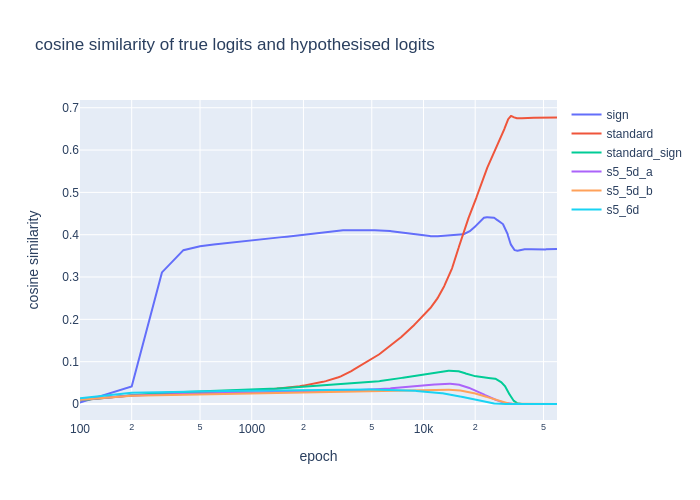 cosine similarity of true logits and hypothesised logits
cosine similarity
0.7
0.6
0.5
0.4
0.3
0.2
0.1
0
100
2
5
1000
2
5
10k
2
5
epoch
sign
standard
standard_sign
s5_5d_a
s5_5d_b
s5_6d